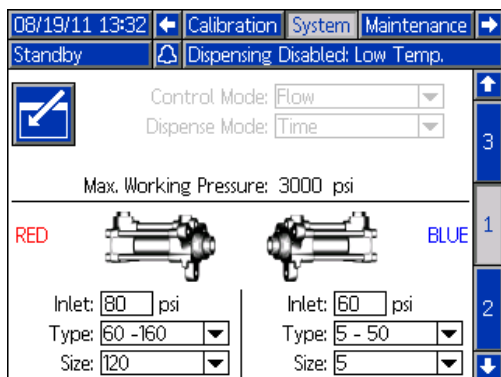 08/19/11 13:32 Calibration System Maintenance
Standby Dispensing Disabled: Low Temp.
Control Mode: Flow
Dispense Mode: Time
3
Max. Working Pressure: 3000 psi
RED BLUE 1
Inlet: 80 psi Inlet: 60 psi 2
Type: 60 -160 Type: 5 - 50
Size: 120 Size: 5